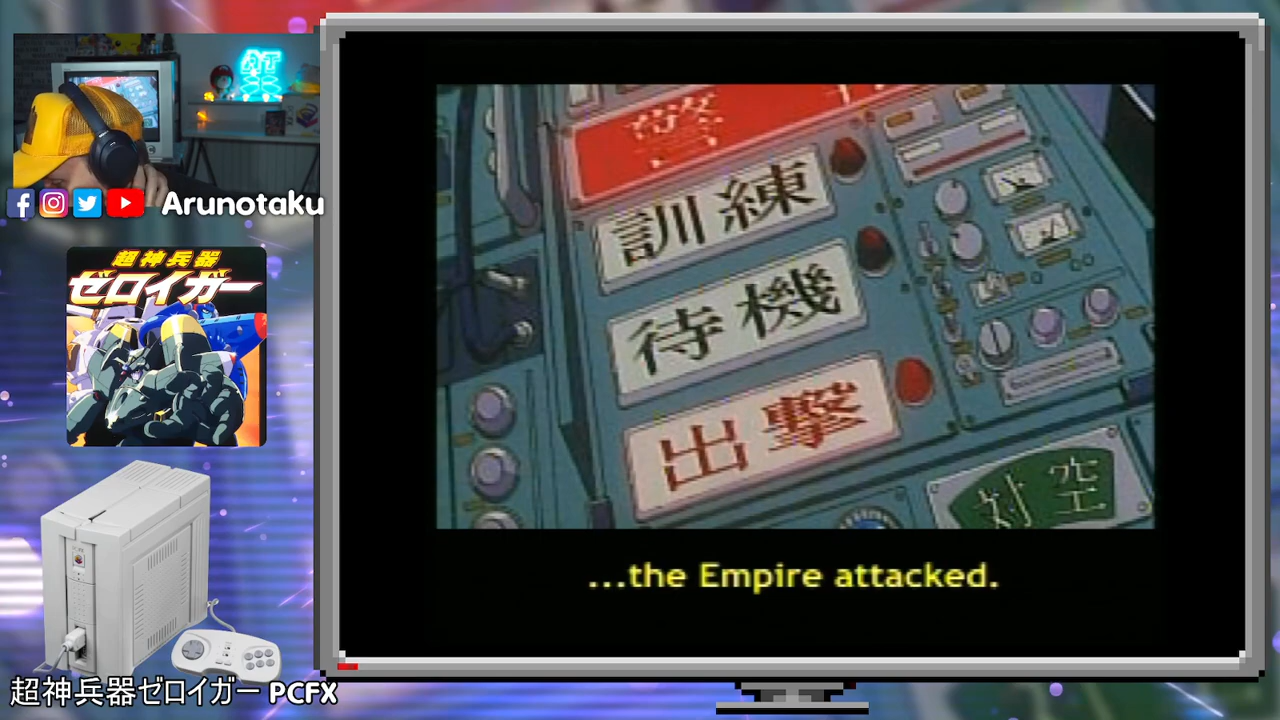 Arunotaku
超神兵器
ゼロイガー
超神兵器ゼロイガー PCFX
警
訓練
待機
出撃
対空
...the Empire attacked.